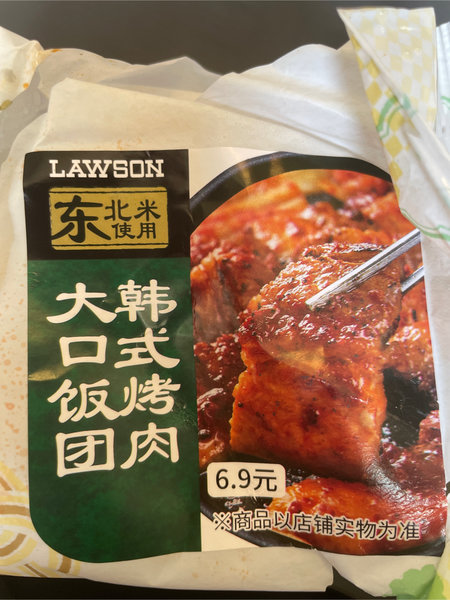 LAWSON
东北米使用
韩式烤肉
大口饭团
6.9元
※商品以店铺实物为准